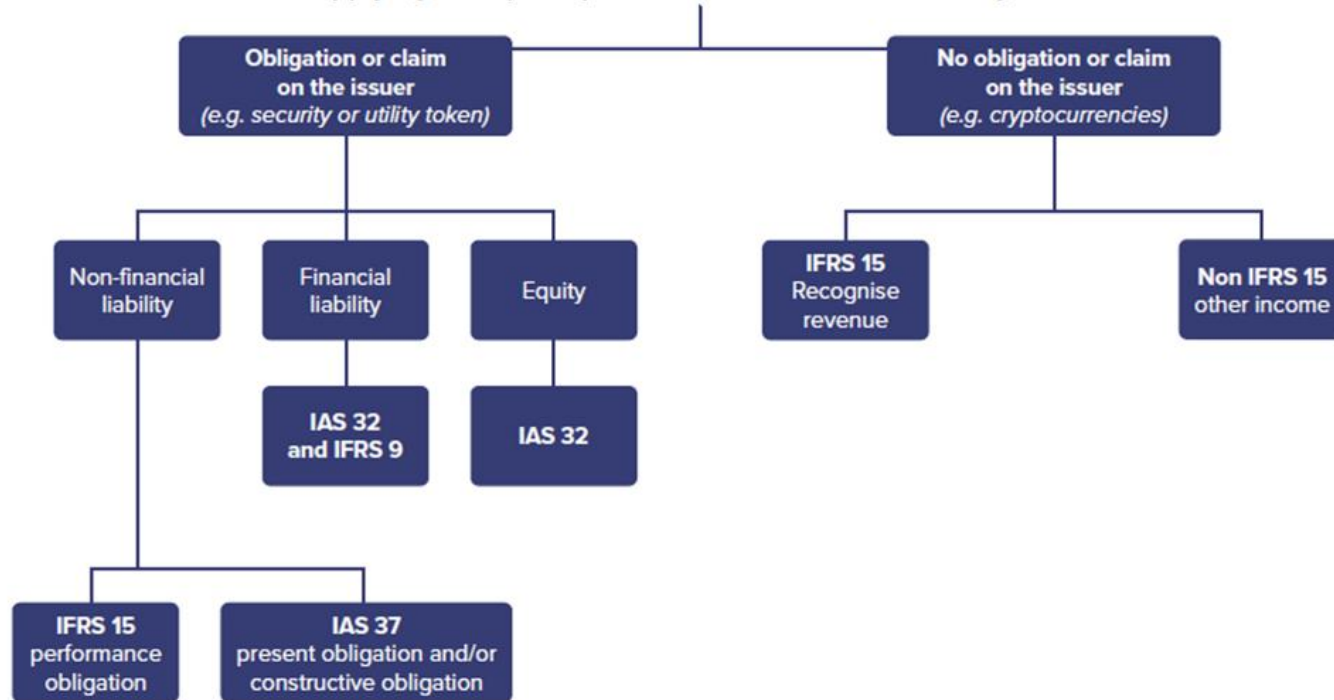 Obligation or claim
on the issuer
(e.g. security or utility token)
No obligation or claim
on the issuer
(e.g. cryptocurrencies)
Non-financial
liability
Financial
liability
Equity
IFRS 15
Recognise
revenue
Non IFRS 15
other income
IAS 32
and IFRS 9
IAS 32
IFRS 15
performance
obligation
IAS 37
present obligation and/or
constructive obligation